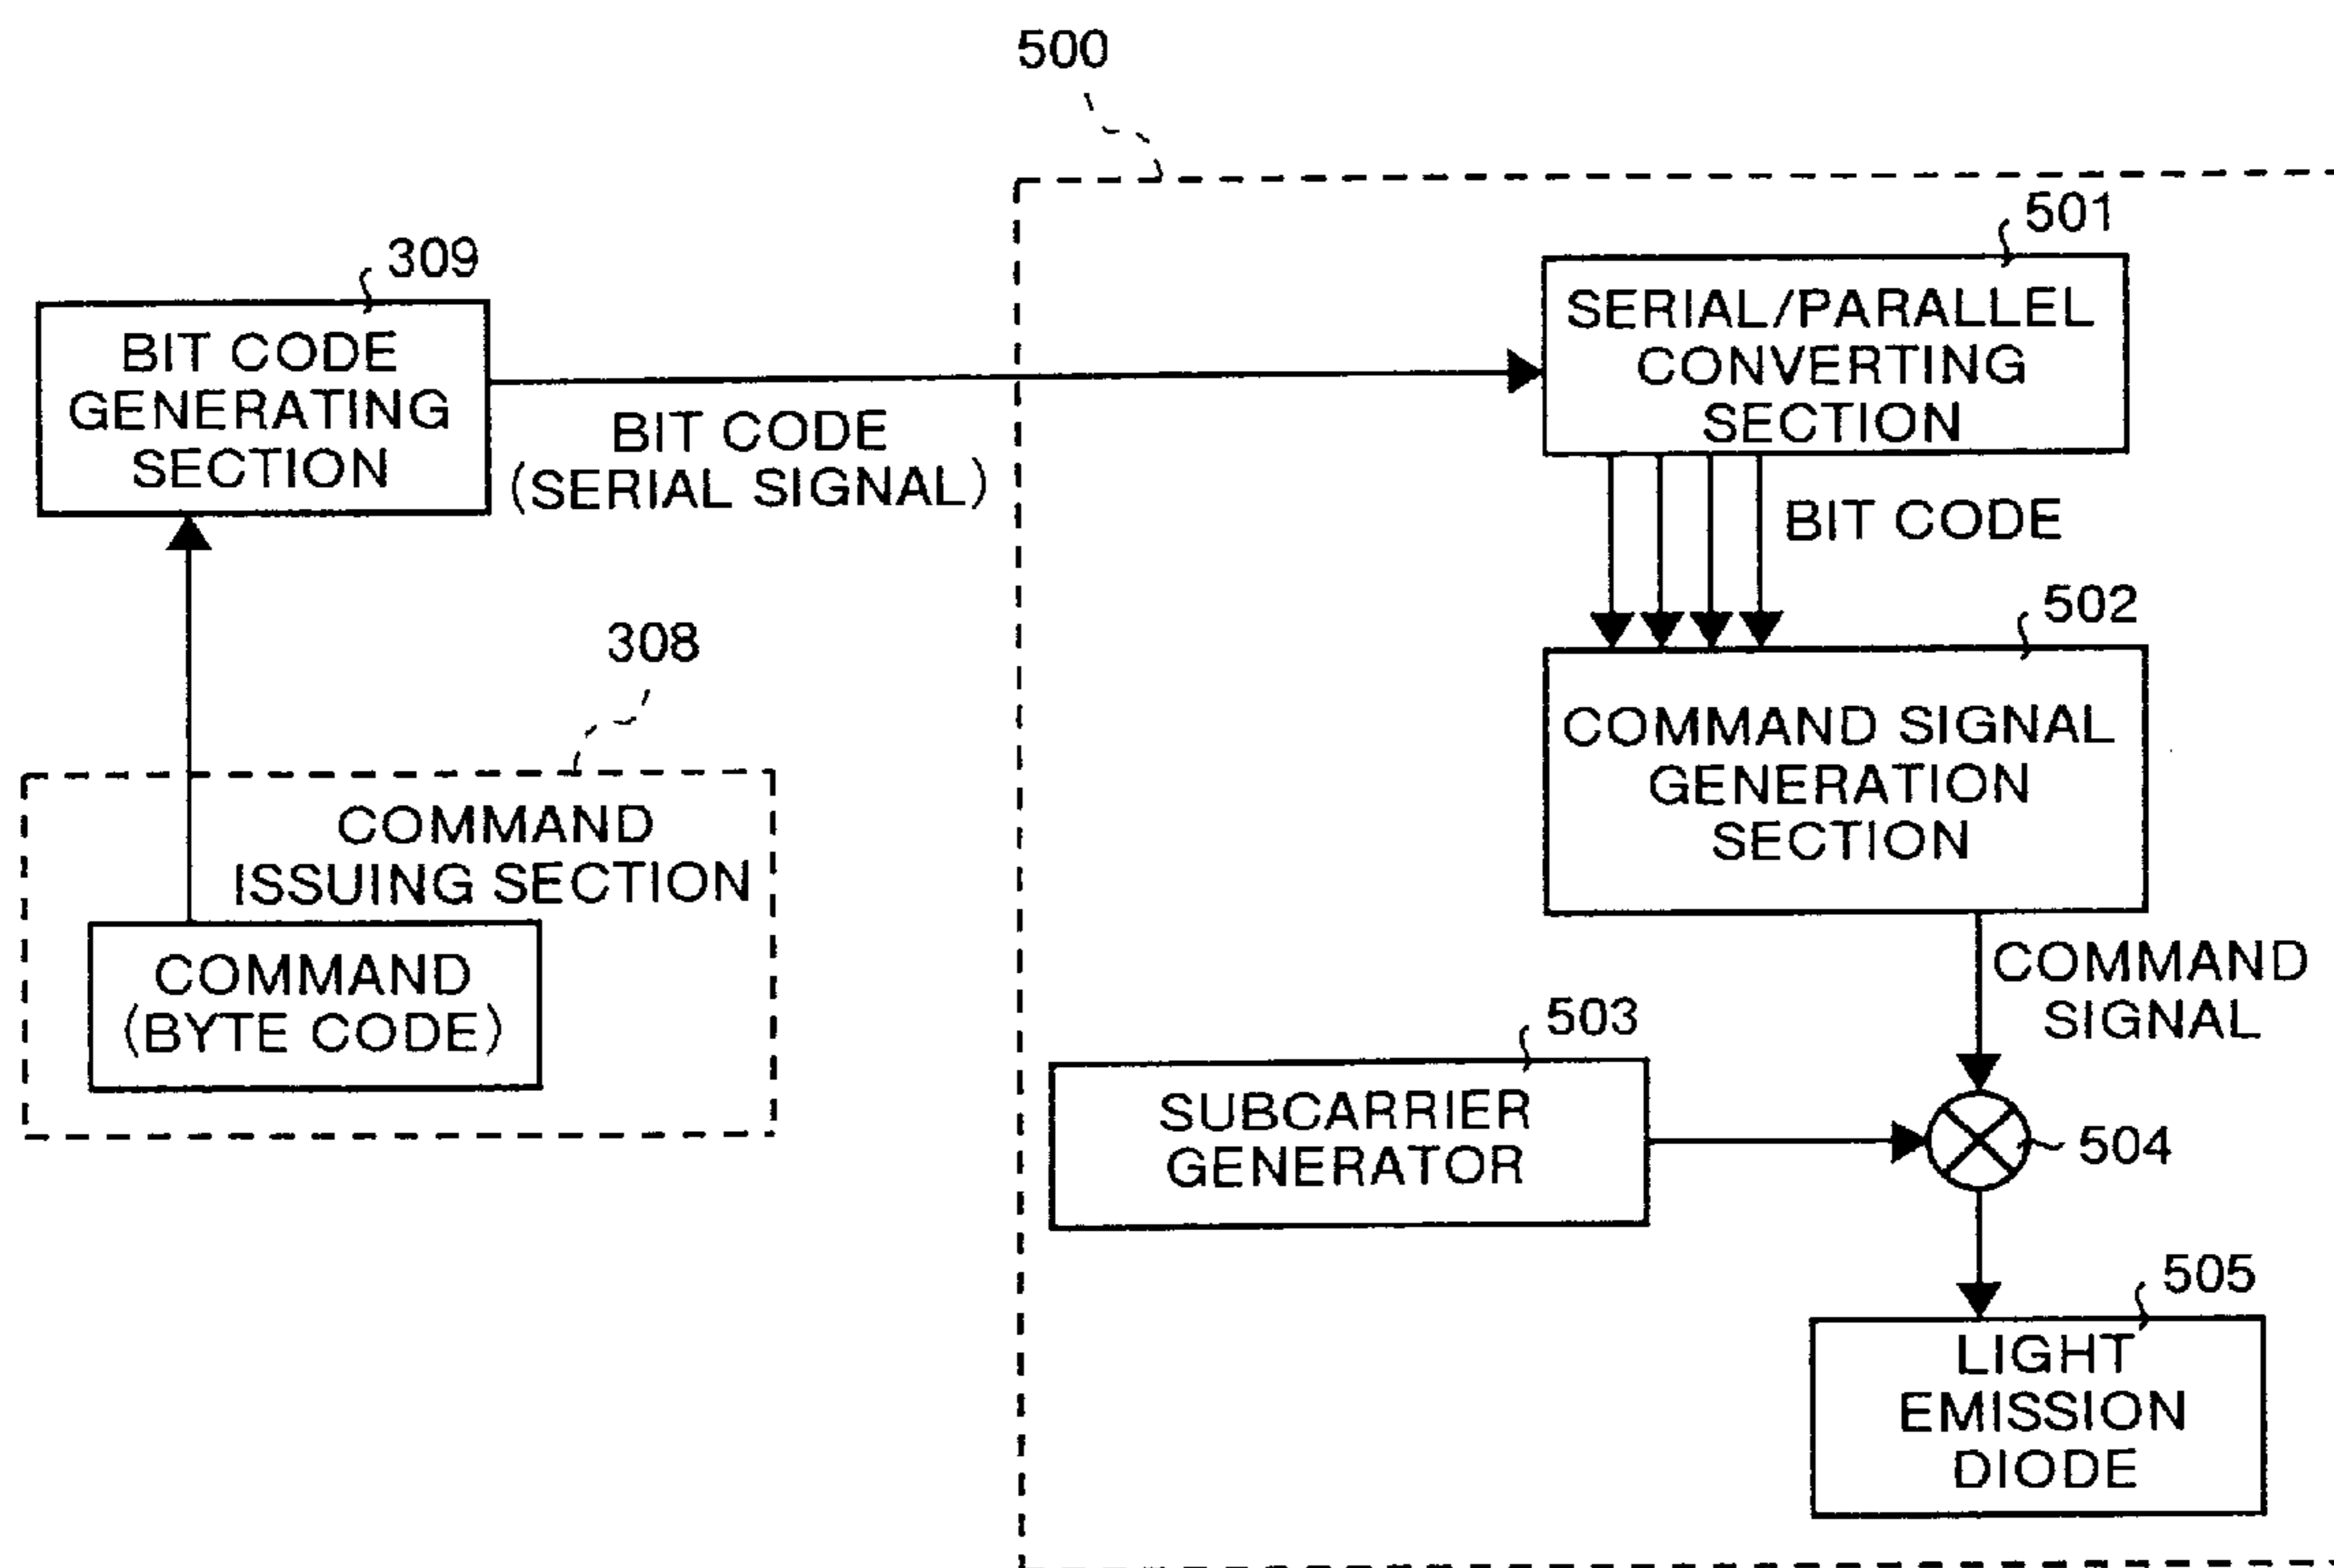 500
501
309
SERIAL/PARALLEL
CONVERTING
SECTION
BIT CODE
GENERATING
SECTION
BIT CODE
(SERIAL SIGNAL)
BIT CODE
502
308
COMMAND SIGNAL
GENERATION
SECTION
COMMAND
ISSUING SECTION
COMMAND
(BYTE CODE)
COMMAND
SIGNAL
503
SUBCARRIER
GENERATOR
504
505
LIGHT
EMISSION
DIODE